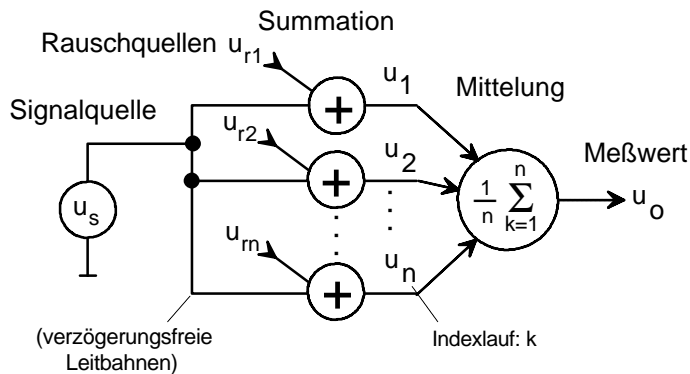 Summation
Rauschquellen u_r1
u_1
Mittelung
Signalquelle
+
u_r2
u_2
Meßwert
u_s
+
1/n n ∑ k=1
u_o
u_rn
u_n
+
(verzögerungsfreie
Leitbahnen)
Indexlauf: k